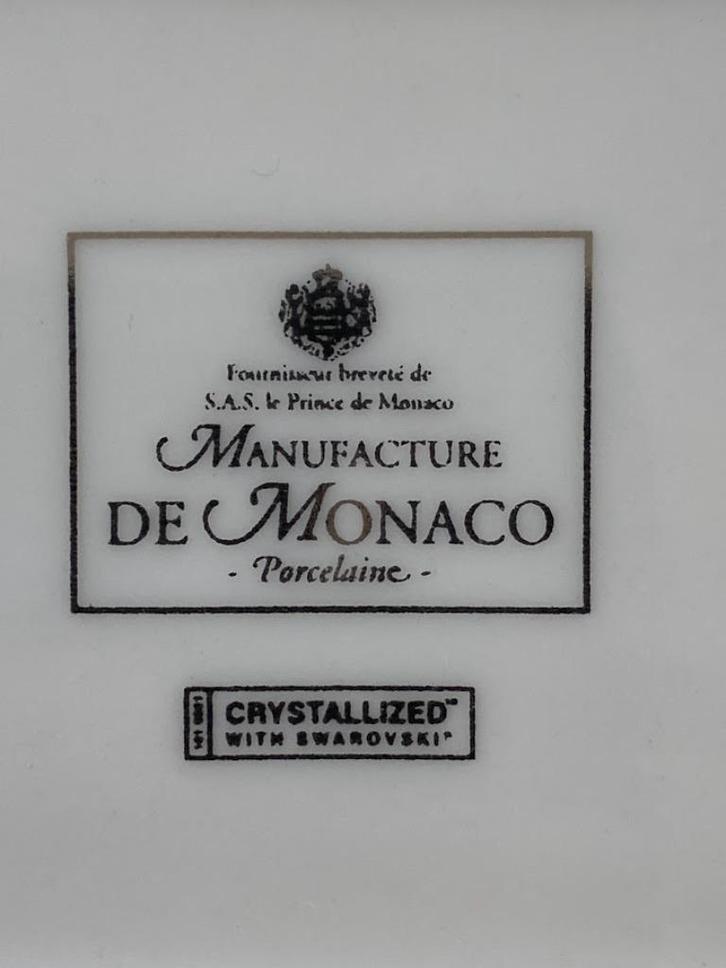 Fournisseur breveté de
S.A.S. le Prince de Monaco
MANUFACTURE
DE MONACO
- Porcelaine -
CRYSTALLIZED™
WITH SWAROVSKI®